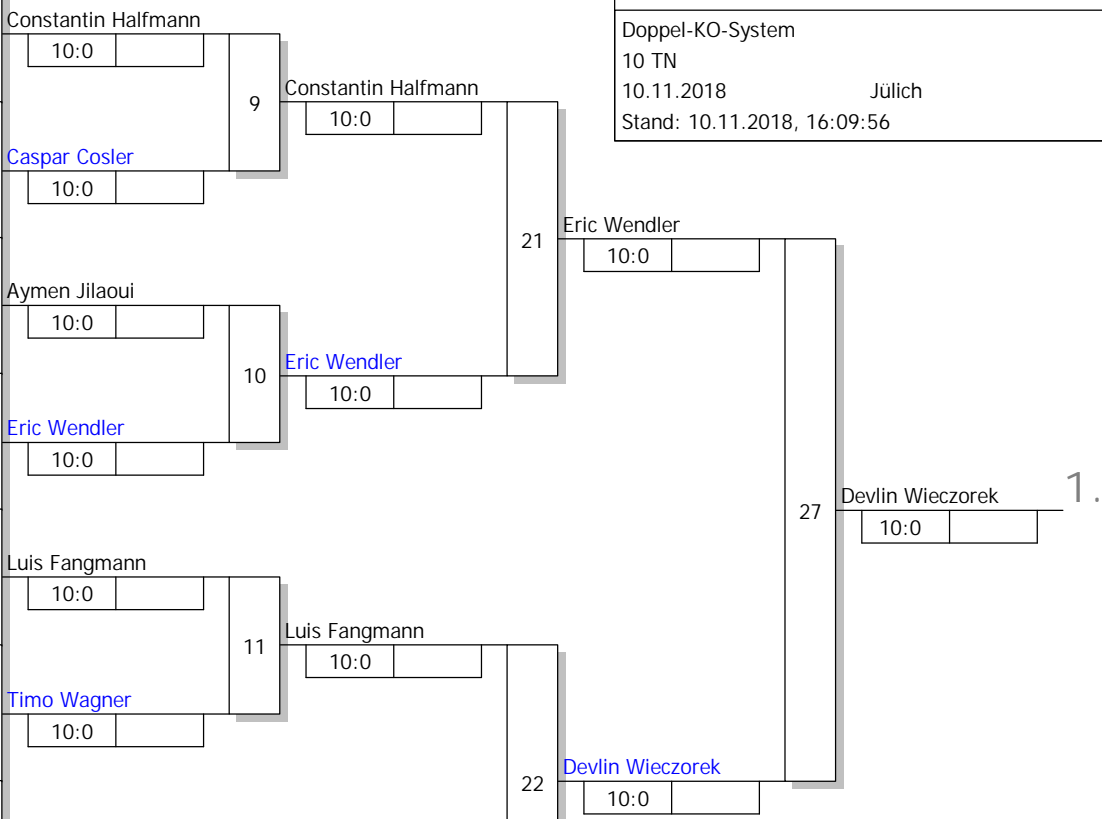 Constantin Halfmann
10:0
9
Caspar Cosler
10:0
Constantin Halfmann
10:0
Doppel-KO-System
10 TN
10.11.2018 Jülich
Stand: 10.11.2018, 16:09:56
Aymen Jilaoui
10:0
10
Eric Wendler
10:0
Eric Wendler
10:0
21
Eric Wendler
10:0
Luis Fangmann
10:0
11
Timo Wagner
10:0
Luis Fangmann
10:0
22
Devlin Wieczorek
10:0
27
Devlin Wieczorek
10:0
1.